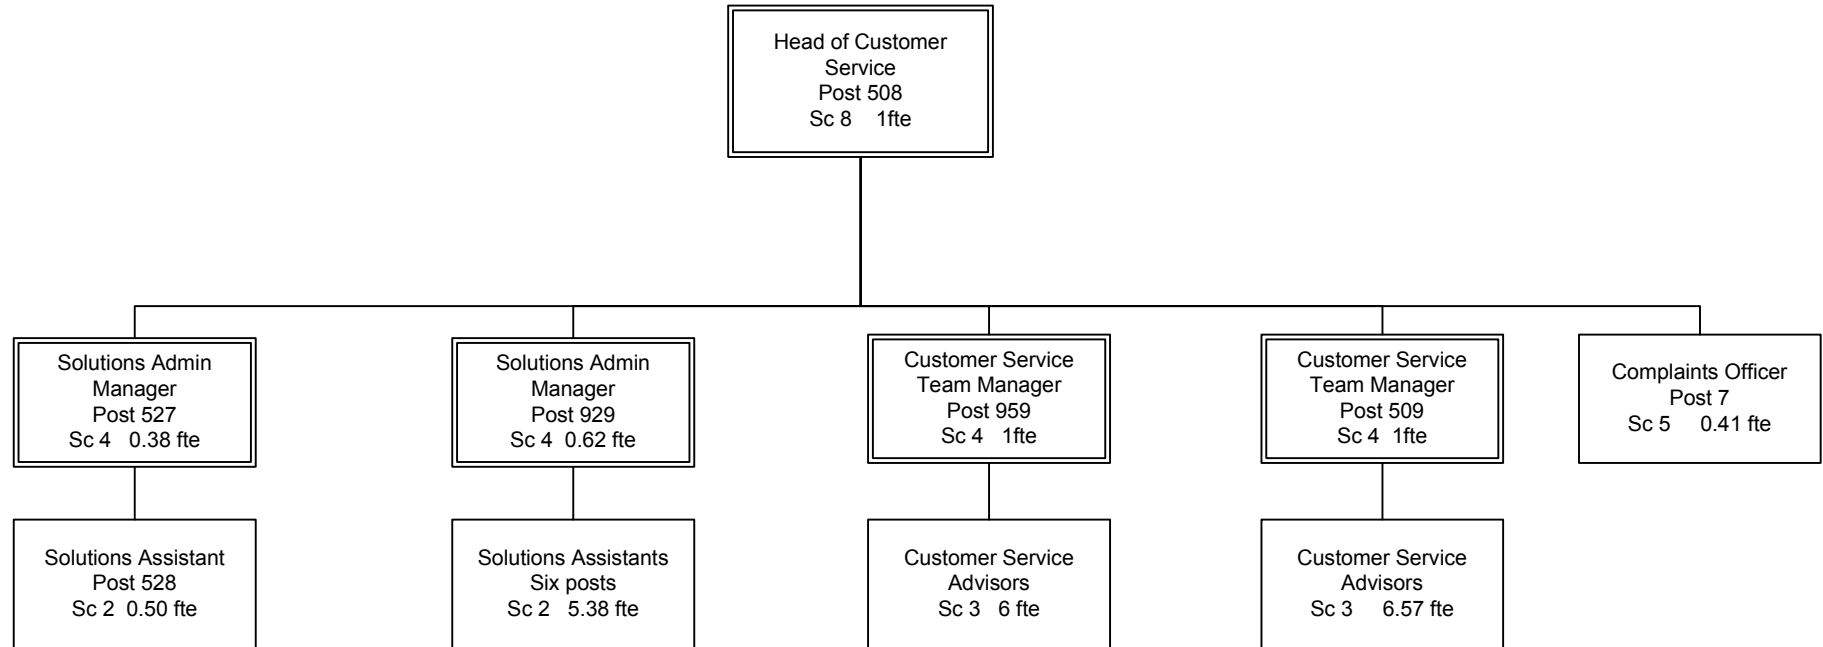 Head of Customer
Service
Post 508
Sc 8    1fte
Solutions Admin
Manager
Post 527
Sc 4   0.38 fte
Solutions Admin
Manager
Post 929
Sc 4  0.62 fte
Customer Service
Team Manager
Post 959
Sc 4   1fte
Customer Service
Team Manager
Post 509
Sc 4  1fte
Complaints Officer
Post 7
Sc 5     0.41 fte
Solutions Assistant
Post 528
Sc 2  0.50 fte
Solutions Assistants
Six posts
Sc 2   5.38 fte
Customer Service
Advisors
Sc 3   6 fte
Customer Service
Advisors
Sc 3     6.57 fte